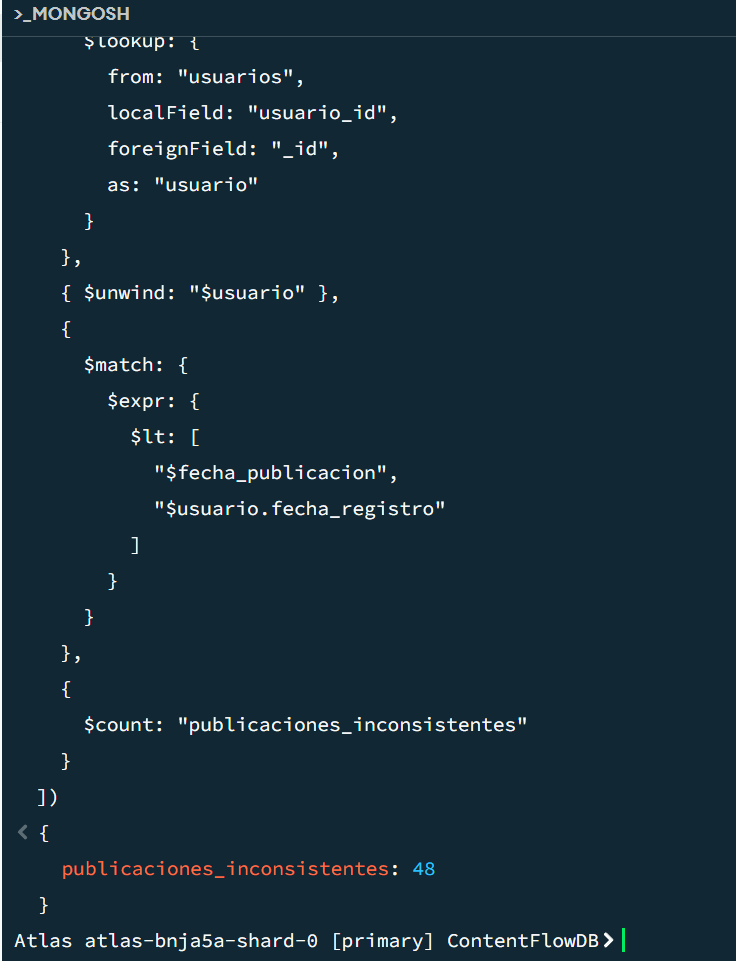 >_MONGOSH
$lookup: {
from: "usuarios",
localField: "usuario_id",
foreignField: "_id",
as: "usuario"
}
},
{ $unwind: "$usuario" },
{
$match: {
$expr: {
$lt: [
"$fecha_publicacion",
"$usuario.fecha_registro"
]
}
}
},
{
$count: "publicaciones_inconsistentes"
}
])
< {
publicaciones_inconsistentes: 48
}
Atlas atlas-bnja5a-shard-0 [primary] ContentFlowDB>